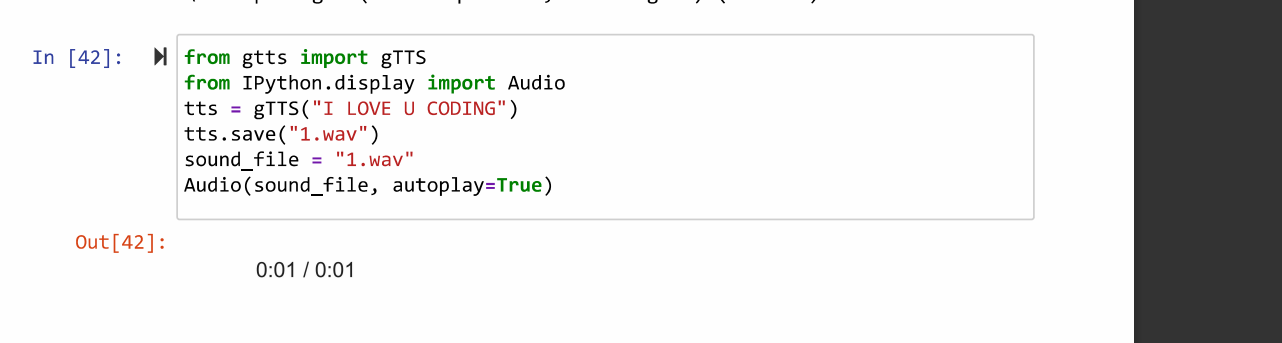 In [42]:
from gtts import gTTS
from IPython.display import Audio
tts = gTTS("I LOVE U CODING")
tts.save("1.wav")
sound_file = "1.wav"
Audio(sound_file, autoplay=True)
Out[42]:
0:01 / 0:01